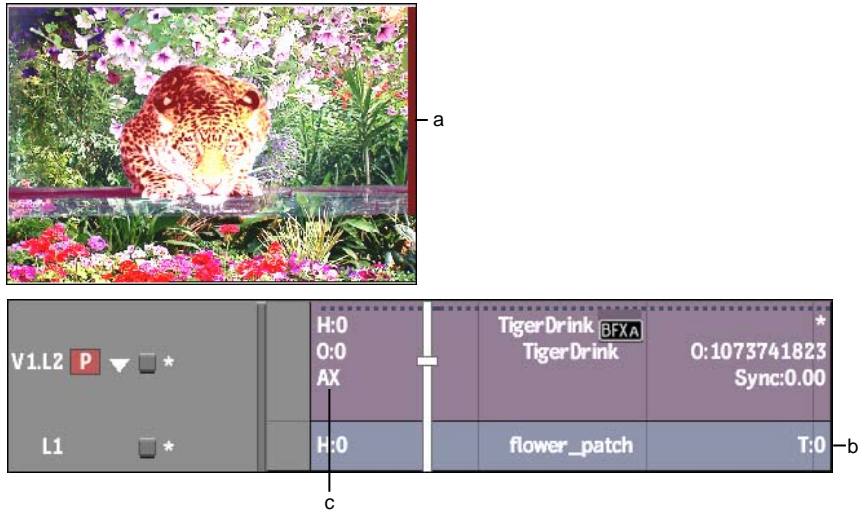 a
H:0 TigerDrink BFXA *
V1.L2 P * O:0 TigerDrink O:1073741823
AX Sync:0.00
L1 * H:0 flower_patch T:0 b
c